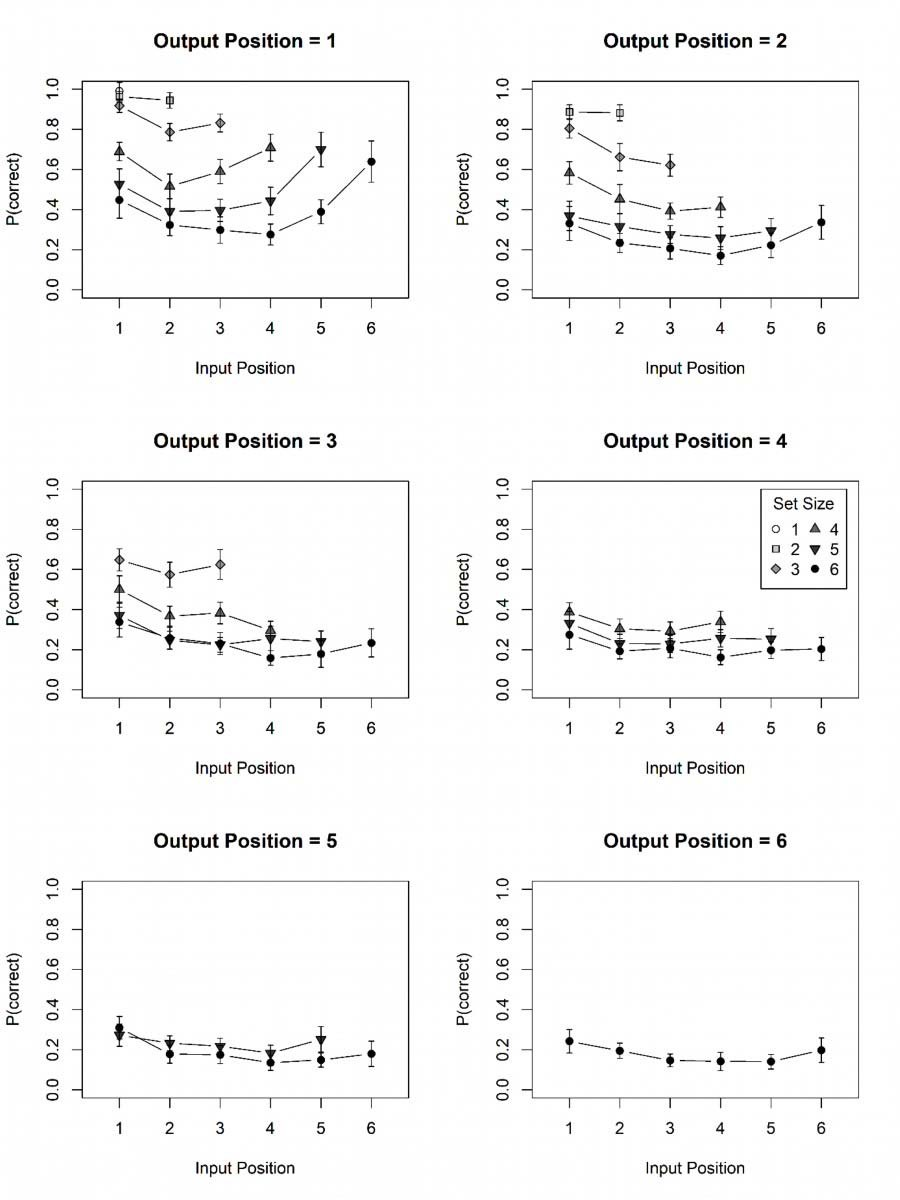 Output Position = 1
P(correct)
1.0
0.8
0.6
0.4
0.2
0.0
1 2 3 4 5 6
Input Position
Output Position = 2
P(correct)
1.0
0.8
0.6
0.4
0.2
0.0
1 2 3 4 5 6
Input Position
Output Position = 3
P(correct)
1.0
0.8
0.6
0.4
0.2
0.0
1 2 3 4 5 6
Input Position
Output Position = 4
P(correct)
1.0
0.8
0.6
0.4
0.2
0.0
Set Size
1 4
2 5
3 6
1 2 3 4 5 6
Input Position
Output Position = 5
P(correct)
1.0
0.8
0.6
0.4
0.2
0.0
1 2 3 4 5 6
Input Position
Output Position = 6
P(correct)
1.0
0.8
0.6
0.4
0.2
0.0
1 2 3 4 5 6
Input Position